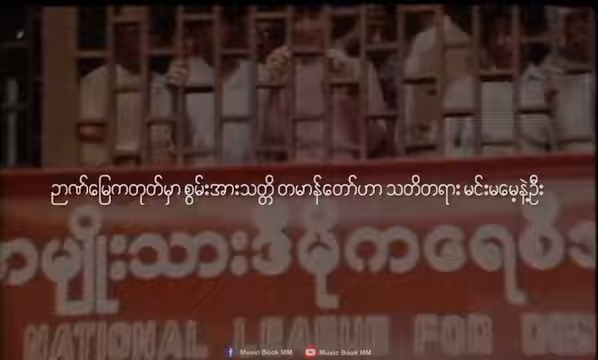 ဉာဏ်မြေကတုတ်မှာ စွမ်းအားသတ္တိ တမာန်တော်ဟာ သတိတရား မင်းမမေ့နဲ့ဦး
မျိုးသားဒီမိုကရေစီ
NATIONAL LEAGUE FOR
Music Book MM Music Book MM